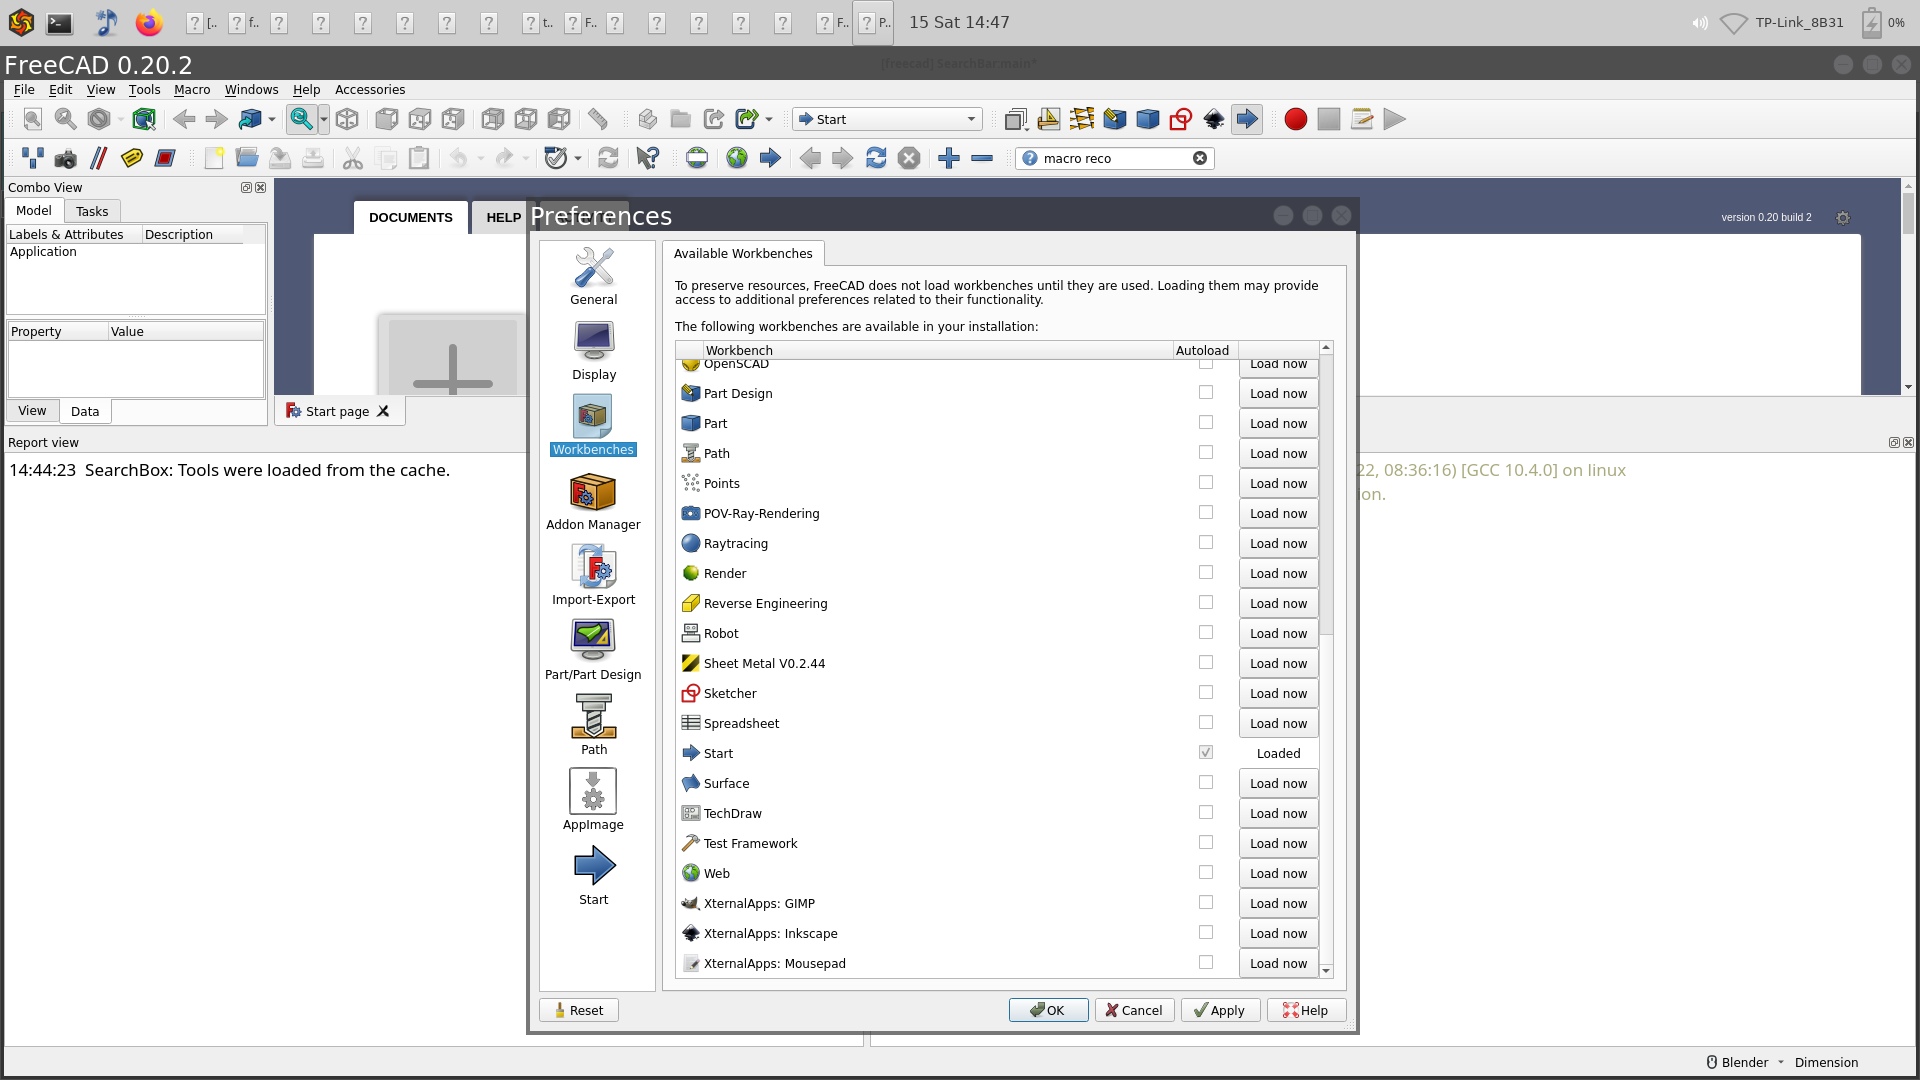 [.. f.. t.. F.. F.. P.. 15 Sat 14:47 TP-Link_8B31 0%
FreeCAD 0.20.2
[freecad] SearchBar:main*
File Edit View Tools Macro Windows Help Accessories
Start
macro reco
Combo View
Model Tasks
Labels & Attributes Description
Application
Property Value
View Data
DOCUMENTS HELP
version 0.20 build 2
Start page
Report view
14:44:23 SearchBox: Tools were loaded from the cache.
22, 08:36:16) [GCC 10.4.0] on linux
ion.
Preferences
General
Display
Workbenches
Addon Manager
Import-Export
Part/Part Design
Path
AppImage
Start
Available Workbenches
To preserve resources, FreeCAD does not load workbenches until they are used. Loading them may provide
access to additional preferences related to their functionality.
The following workbenches are available in your installation:
Workbench Autoload
OpenSCAD Load now
Part Design Load now
Part Load now
Path Load now
Points Load now
POV-Ray-Rendering Load now
Raytracing Load now
Render Load now
Reverse Engineering Load now
Robot Load now
Sheet Metal V0.2.44 Load now
Sketcher Load now
Spreadsheet Load now
Start Loaded
Surface Load now
TechDraw Load now
Test Framework Load now
Web Load now
XternalApps: GIMP Load now
XternalApps: Inkscape Load now
XternalApps: Mousepad Load now
Reset OK Cancel Apply Help
Blender Dimension